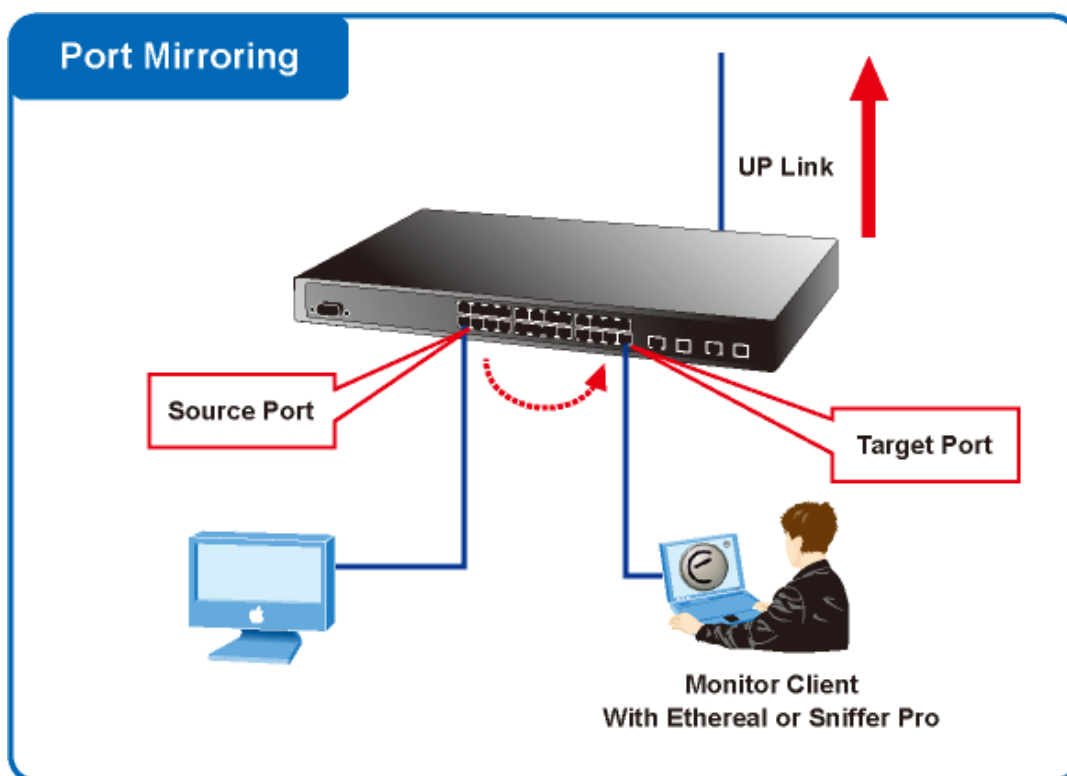 Port Mirroring
UP Link
Source Port
Target Port
Monitor Client
With Ethereal or Sniffer Pro